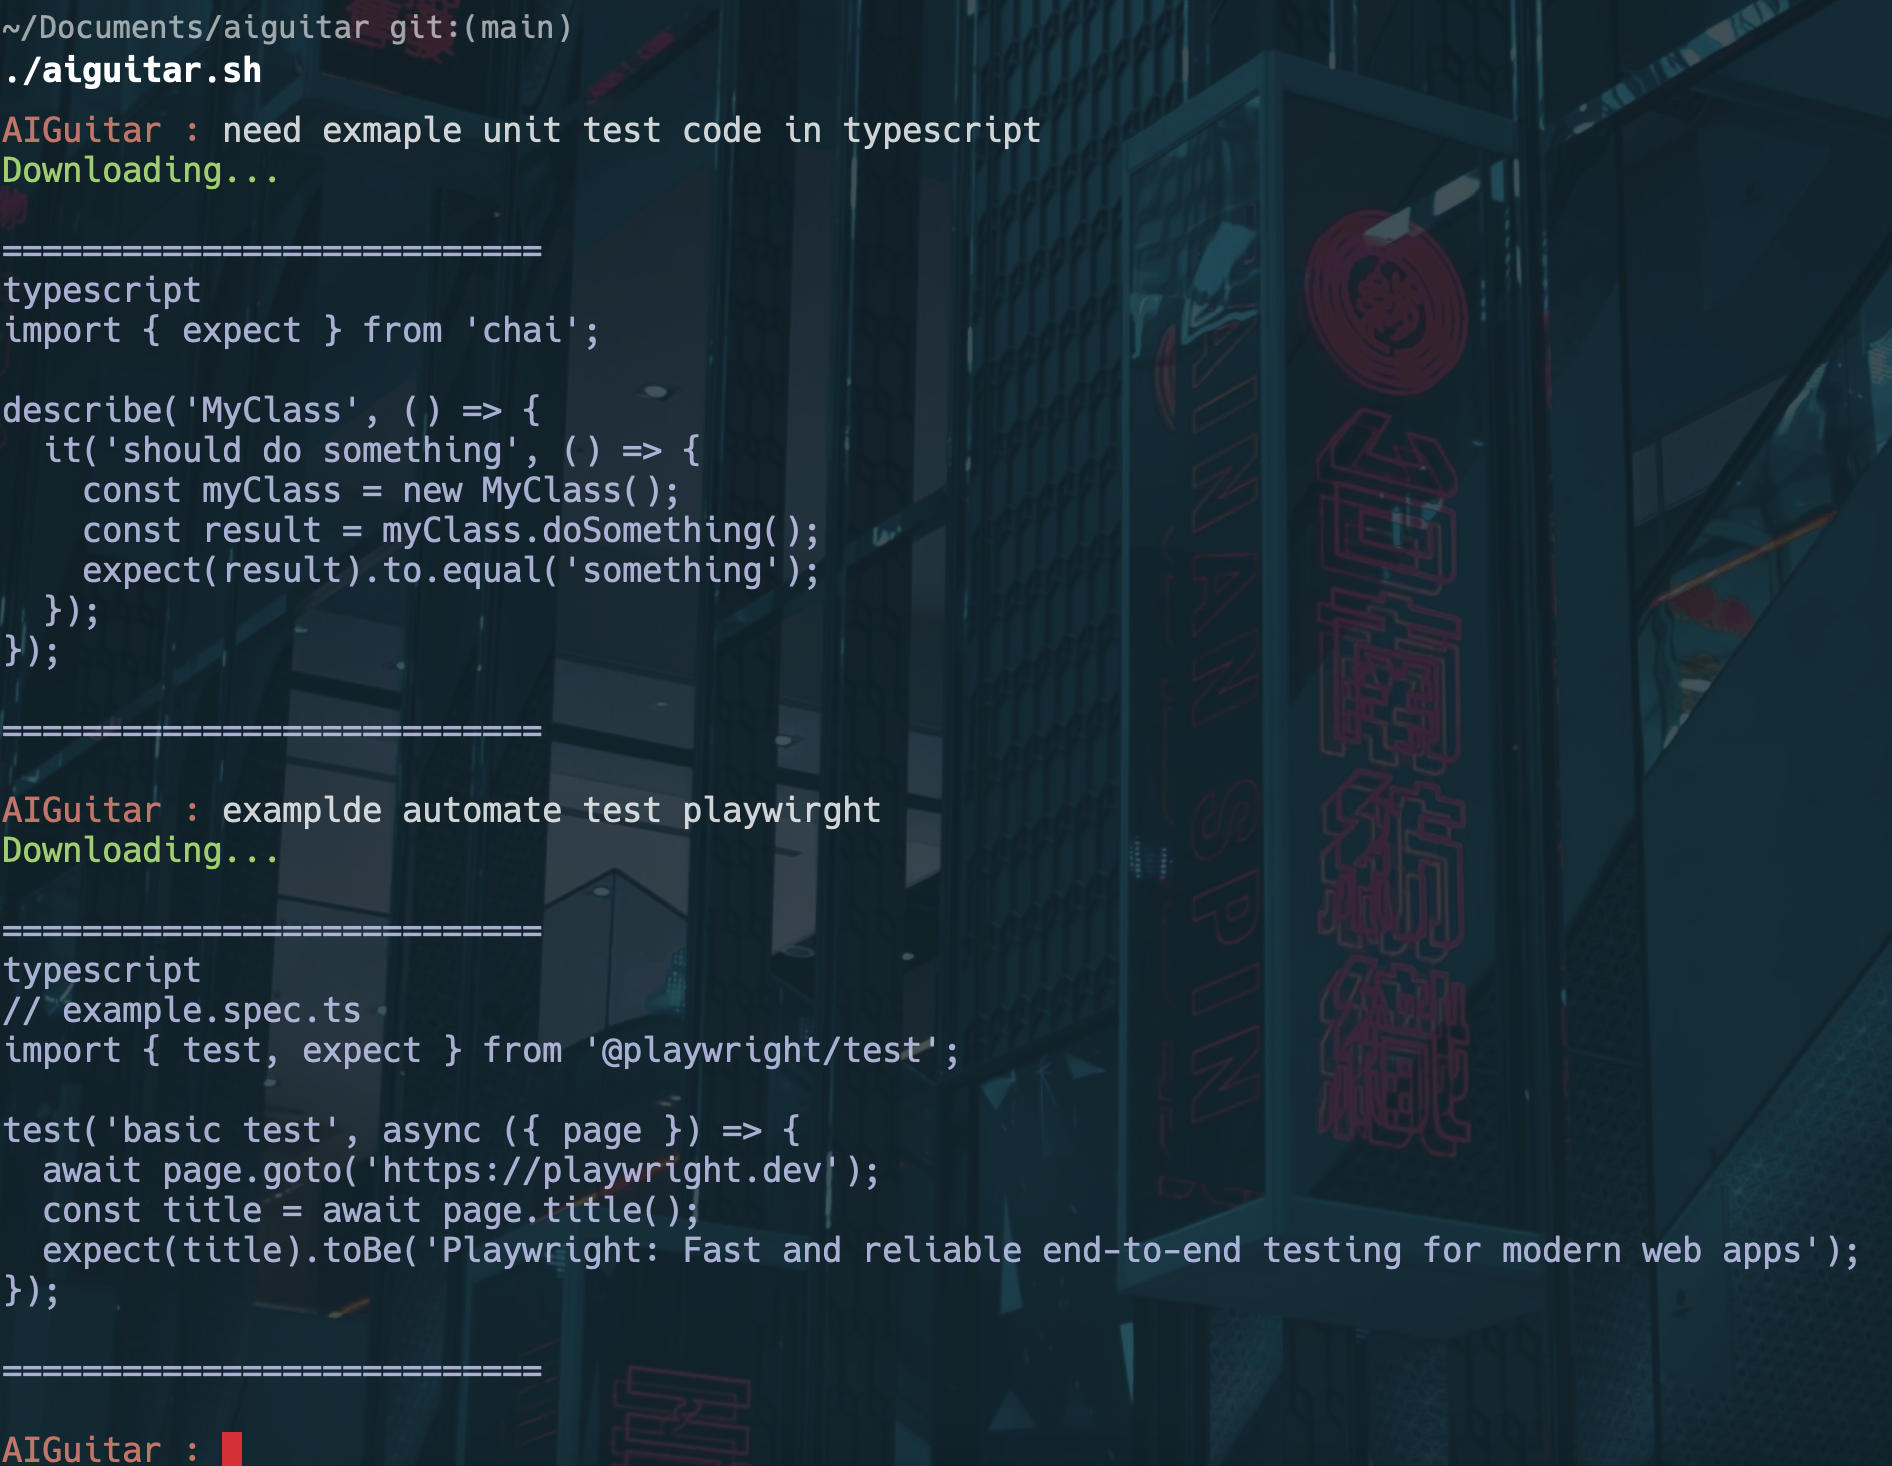 ~/Documents/aiguitar git:(main)
./aiguitar.sh
AIGuitar : need exmaple unit test code in typescript
Downloading...
===========================
typescript
import { expect } from 'chai';
describe('MyClass', () => {
  it('should do something', () => {
    const myClass = new MyClass();
    const result = myClass.doSomething();
    expect(result).to.equal('something');
  });
});
===========================
AIGuitar : examplde automate test playwirght
Downloading...
===========================
typescript
// example.spec.ts
import { test, expect } from '@playwright/test';
test('basic test', async ({ page }) => {
  await page.goto('https://playwright.dev');
  const title = await page.title();
  expect(title).toBe('Playwright: Fast and reliable end-to-end testing for modern web apps');
});
===========================
AIGuitar :
AINAN SPIN